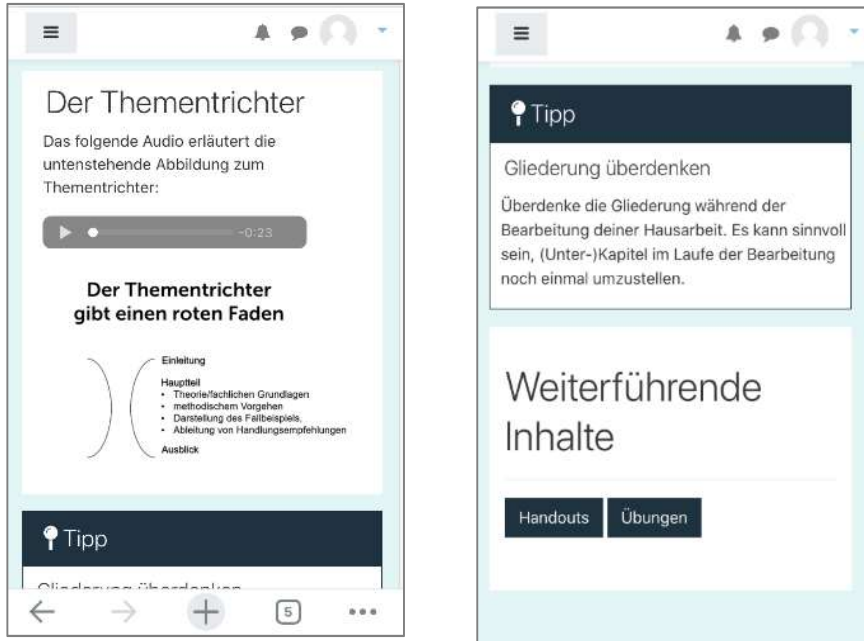 Der Thementrichter
Das folgende Audio erläutert die
untenstehende Abbildung zum
Thementrichter:
-0:23
Der Thementrichter
gibt einen roten Faden
Einleitung
Hauptteil
• Theorie/fachlichen Grundlagen
• methodischem Vorgehen
• Darstellung des Fallbeispiels,
• Ableitung von Handlungsempfehlungen
Ausblick
Tipp
Gliederung überdenken
5
Tipp
Gliederung überdenken
Überdenke die Gliederung während der
Bearbeitung deiner Hausarbeit. Es kann sinnvoll
sein, (Unter-)Kapitel im Laufe der Bearbeitung
noch einmal umzustellen.
Weiterführende
Inhalte
Handouts Übungen